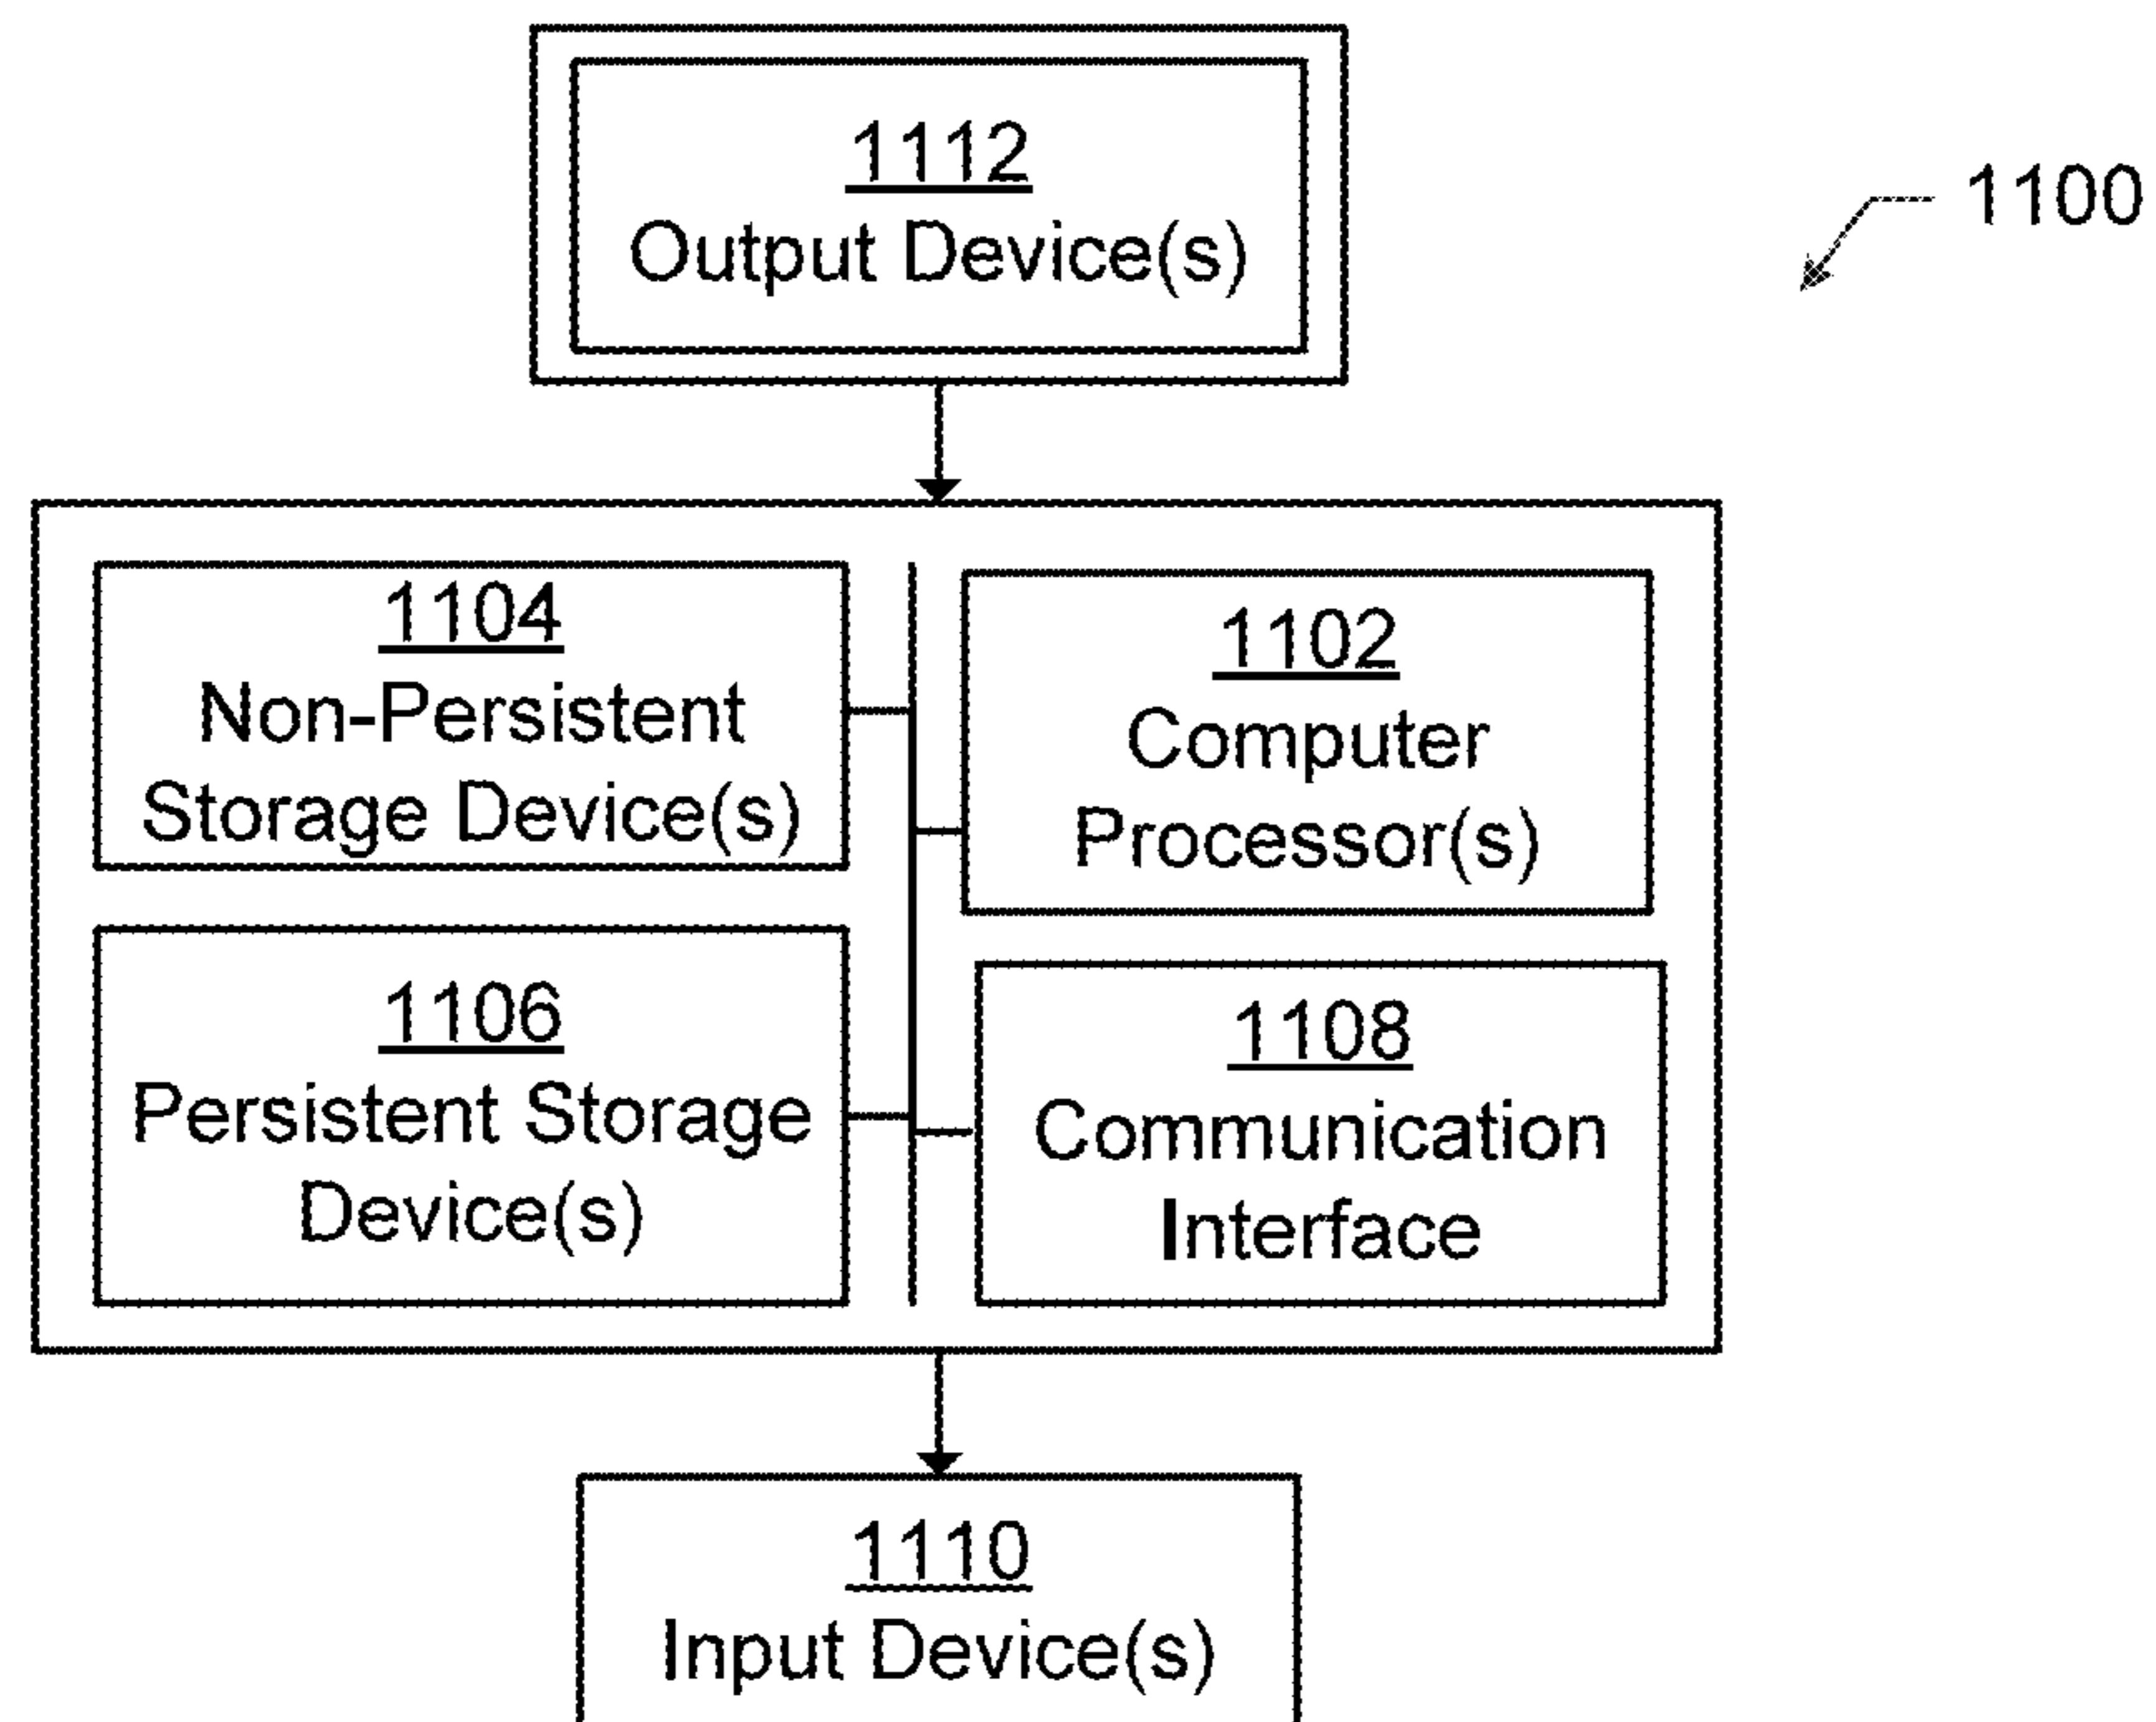 1112
Output Device(s)
1100
1104
Non-Persistent
Storage Device(s)
1102
Computer
Processor(s)
1106
Persistent Storage
Device(s)
1108
Communication
Interface
1110
Input Device(s)